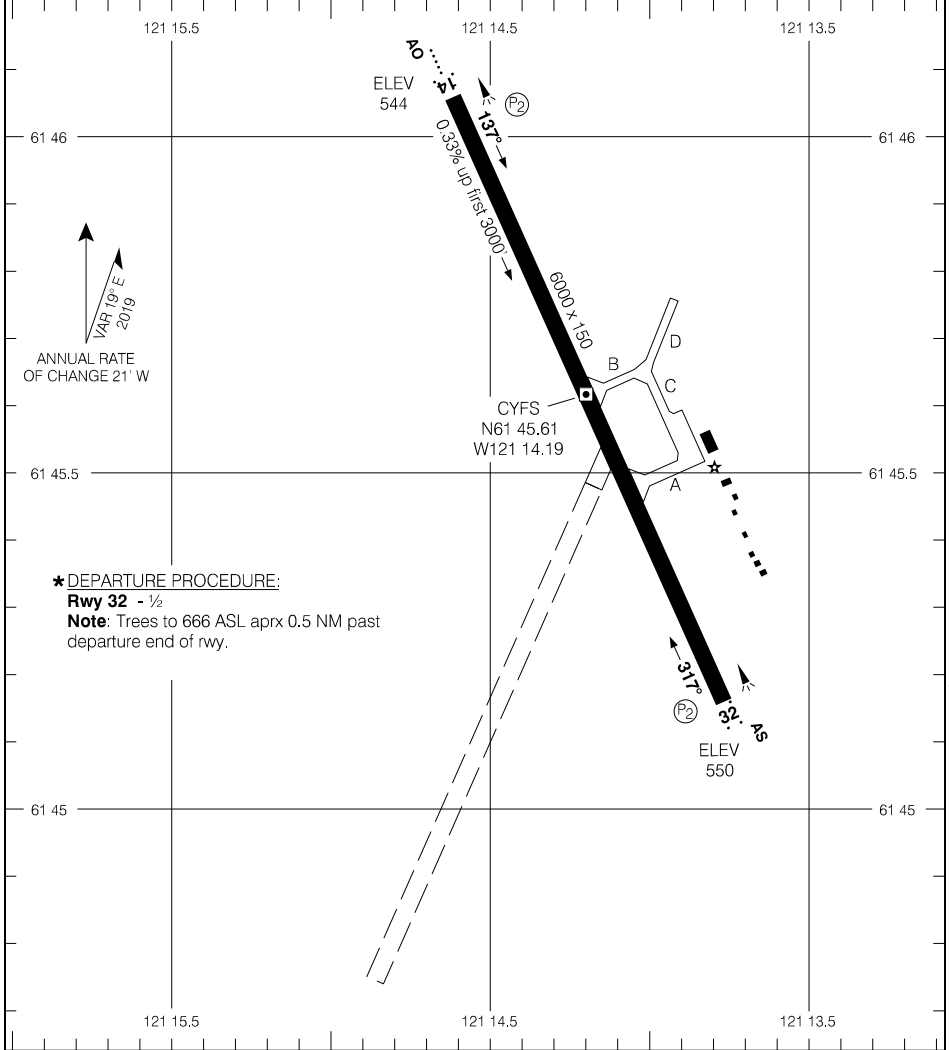 121 15.5
121 14.5
121 13.5
AO
14
ELEV
544
P2
137°
0.33% up first 3000'
61 46
61 46
VAR 19° E
2019
ANNUAL RATE
OF CHANGE 21' W
6000 x 150
B
D
C
CYFS
N61 45.61
W121 14.19
61 45.5
61 45.5
A
*DEPARTURE PROCEDURE:
Rwy 32 - ½
Note: Trees to 666 ASL aprx 0.5 NM past
departure end of rwy.
317°
P2
32
AS
ELEV
550
61 45
61 45
121 15.5
121 14.5
121 13.5